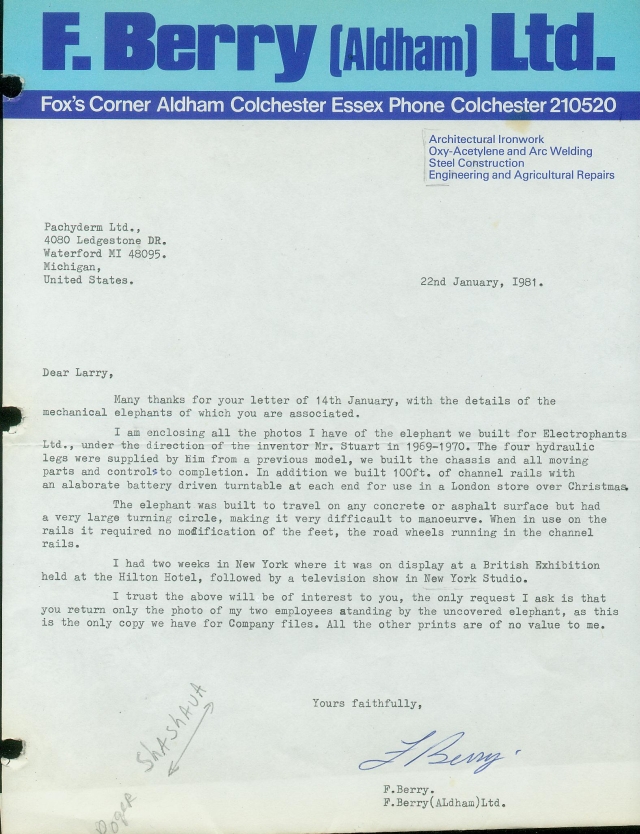 F. Berry (Aldham) Ltd.
Fox's Corner Aldham Colchester Essex Phone Colchester 210520
Architectural Ironwork
Oxy-Acetylene and Arc Welding
Steel Construction
Engineering and Agricultural Repairs
Pachyderm Ltd.,
4080 Ledgestone DR.
Waterford MI 48095.
Michigan,
United States.
22nd January, I981.
Dear Larry,
Many thanks for your letter of 14th January, with the details of the
mechanical elephants of which you are associated.
I am enclosing all the photos I have of the elephant we built for Electrophants
Ltd., under the direction of the inventor Mr. Stuart in 1969-1970. The four hydraulic
legs were supplied by him from a previous model, we built the chassis and all moving
parts and controls to completion. In addition we built 100ft. of channel rails with
an alaborate battery driven turntable at each end for use in a London store over Christmas.
The elephant was built to travel on any concrete or asphalt surface but had
a very large turning circle, making it very difficault to manoeurve. When in use on the
rails it required no modification of the feet, the road wheels running in the channel
rails.
I had two weeks in New York where it was on display at a British Exhibition
held at the Hilton Hotel, followed by a television show in New York Studio.
I trust the above will be of interest to you, the only request I ask is that
you return only the photo of my two employees atanding by the uncovered elephant, as this
is the only copy we have for Company files. All the other prints are of no value to me.
Yours faithfully,
F Berry.
F.Berry.
F.Berry(ALdham)Ltd.
Roger ShAShAUA